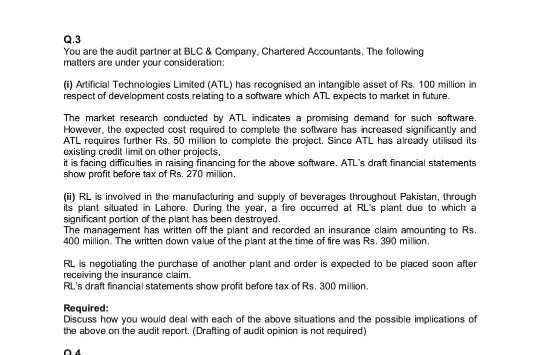 Q.3
You are the audit partner at BLC & Company, Chartered Accountants. The following
matters are under your consideration:
(i) Artificial Technologies Limited (ATL) has recognised an intangible asset of Rs. 100 million in
respect of development costs relating to a software which ATL expects to market in future.
The market research conducted by ATL indicates a promising demand for such software.
However, the expected cost required to complete the software has increased significantly and
ATL requires further Rs. 50 million to complete the project. Since ATL has already utilised its
existing credit limit on other projects,
it is facing difficulties in raising financing for the above software. ATL's draft financial statements
show profit before tax of Rs. 270 million.
(ii) RL is involved in the manufacturing and supply of beverages throughout Pakistan, through
its plant situated in Lahore. During the year, a fire occurred at RL's plant due to which a
significant portion of the plant has been destroyed.
The management has written off the plant and recorded an insurance claim amounting to Rs.
400 million. The written down value of the plant at the time of fire was Rs. 390 million.
RL is negotiating the purchase of another plant and order is expected to be placed soon after
receiving the insurance claim.
RL's draft financial statements show profit before tax of Rs. 300 million.
Required:
Discuss how you would deal with each of the above situations and the possible implications of
the above on the audit report. (Drafting of audit opinion is not required)
Q.4